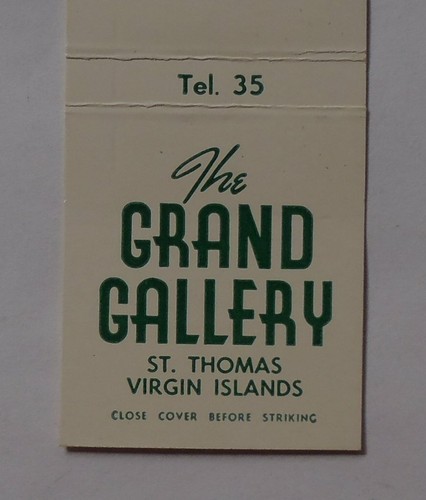 Tel. 35
The
GRAND
GALLERY
ST. THOMAS
VIRGIN ISLANDS
CLOSE COVER BEFORE STRIKING